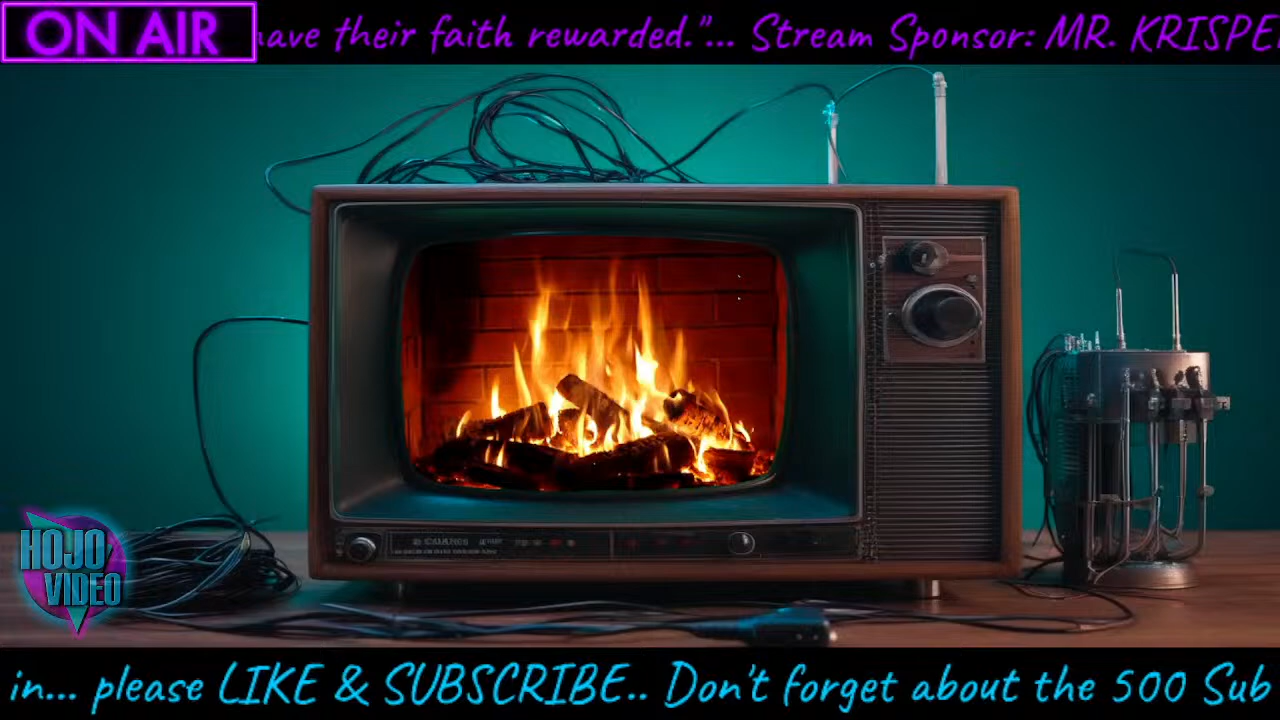 ON AIR
have their faith rewarded."... Stream Sponsor: MR. KRISPE
HOJO
VIDEO
in... please LIKE & SUBSCRIBE.. Don't forget about the 500 Sub